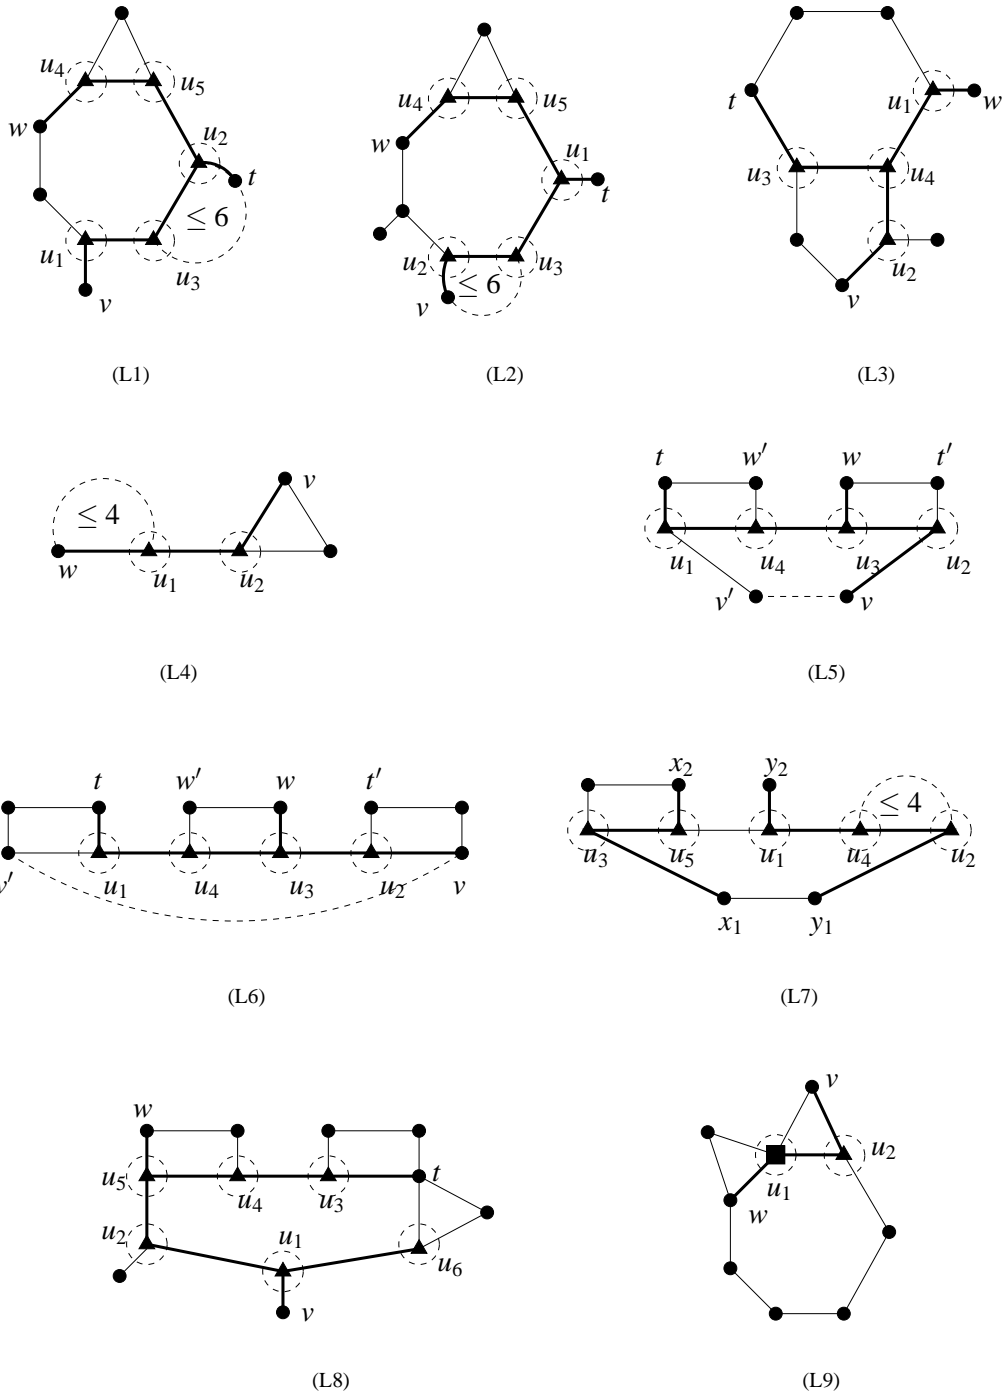 u4 u5
w
u2
t
≤ 6
u1 u3
v
(L1)
u4 u5
w
u1
t
u2 u3
≤ 6
v
(L2)
u1 w
t
u3 u4
u2
v
(L3)
≤ 4
v
w u1 u2
(L4)
t w′ w t′
u1 u4 u3 u2
v′ v
(L5)
t w′ w t′
v′ u1 u4 u3 u2 v
(L6)
x2 y2
≤ 4
u3 u5 u1 u4 u2
x1 y1
(L7)
w
u5 u4 u3 t
u2 u1 u6
v
(L8)
v
u2
u1
w
(L9)